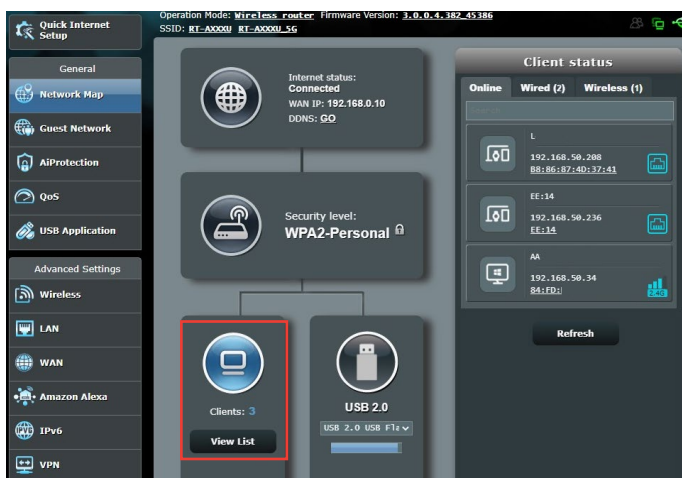 Quick Internet
Setup
General
Network Map
Guest Network
AiProtection
QoS
USB Application
Advanced Settings
Wireless
LAN
WAN
Amazon Alexa
IPv6
VPN
Operation Mode: Wireless router Firmware Version: 3.0.0.4.382_45386
SSID: RT-AXXXU RT-AXXXU_5G
Internet status:
Connected
WAN IP: 192.168.0.10
DDNS: GO
Security level:
WPA2-Personal
Clients: 3
View List
USB 2.0
USB 2.0 USB Fla
Client status
Online Wired (2) Wireless (1)
Search
L
192.168.50.208
B8:86:87:4D:37:41
EE:14
192.168.50.236
EE:14
AA
192.168.50.34
84:FD:
2.4G
Refresh